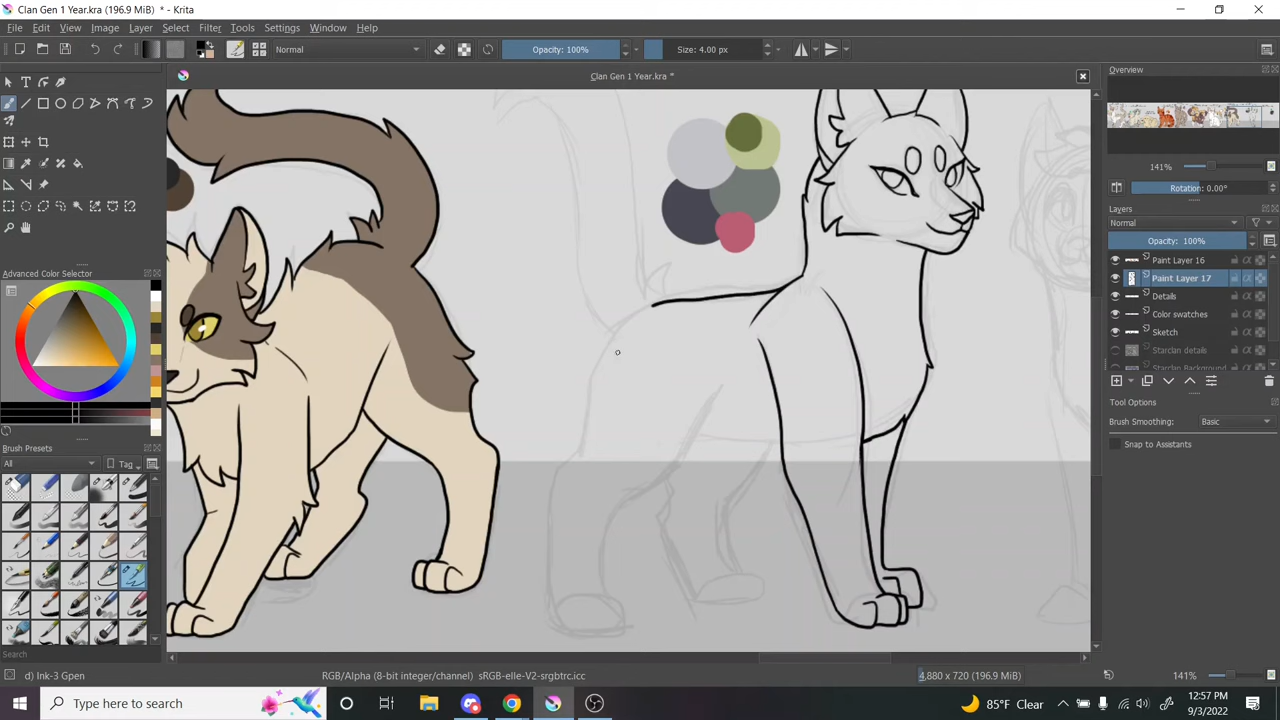 Clan Gen 1 Year.kra (196.9 MiB) * - Krita
File Edit View Image Layer Select Filter Tools Settings Window Help
Normal Opacity: 100% Size: 4.00 px
Clan Gen 1 Year.kra *
Overview
141%
Rotation: 0.00°
Layers
Normal
Opacity: 100%
Paint Layer 16
Paint Layer 17
Details
Color swatches
Sketch
Starclan details
Starclan Background
Tool Options
Brush Smoothing: Basic
Snap to Assistants
Advanced Color Selector
Brush Presets
All Tag
Search
d) Ink-3 Gpen RGB/Alpha (8-bit integer/channel) sRGB-elle-V2-srgbtrc.icc 4,880 x 720 (196.9 MiB) 141%
Type here to search 85°F Clear 12:57 PM
9/3/2022